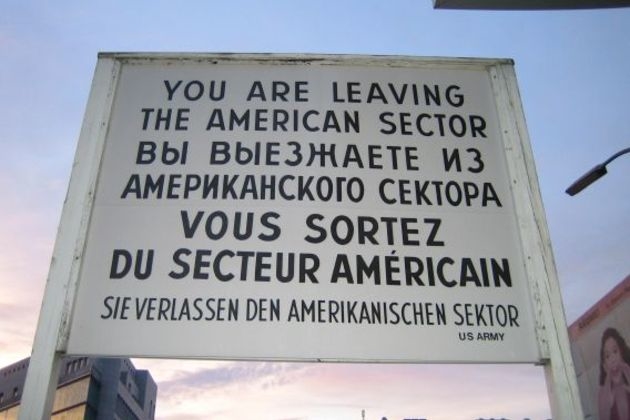 YOU ARE LEAVING
THE AMERICAN SECTOR
ВЫ ВЫЕЗЖАЕТЕ ИЗ
АМЕРИКАНСКОГО СЕКТОРА
VOUS SORTEZ
DU SECTEUR AMÉRICAIN
SIE VERLASSEN DEN AMERIKANISCHEN SEKTOR
US ARMY